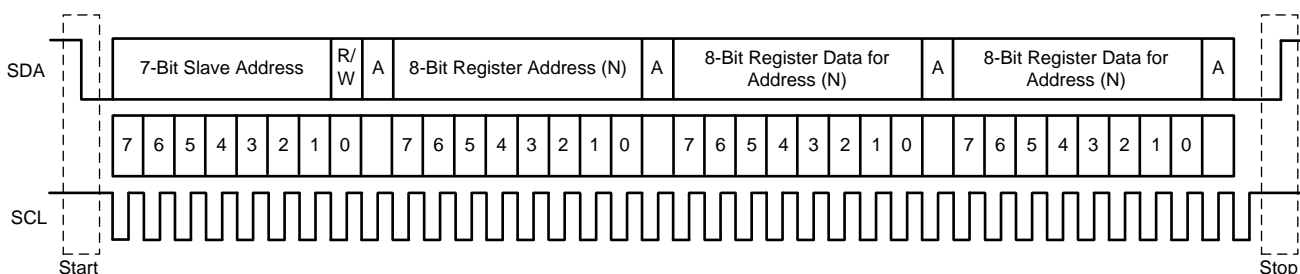 SDA
7-Bit Slave Address
R/
W
A
8-Bit Register Address (N)
A
8-Bit Register Data for
Address (N)
A
8-Bit Register Data for
Address (N)
A
7 6 5 4 3 2 1 0 7 6 5 4 3 2 1 0 7 6 5 4 3 2 1 0 7 6 5 4 3 2 1 0
SCL
Start
Stop